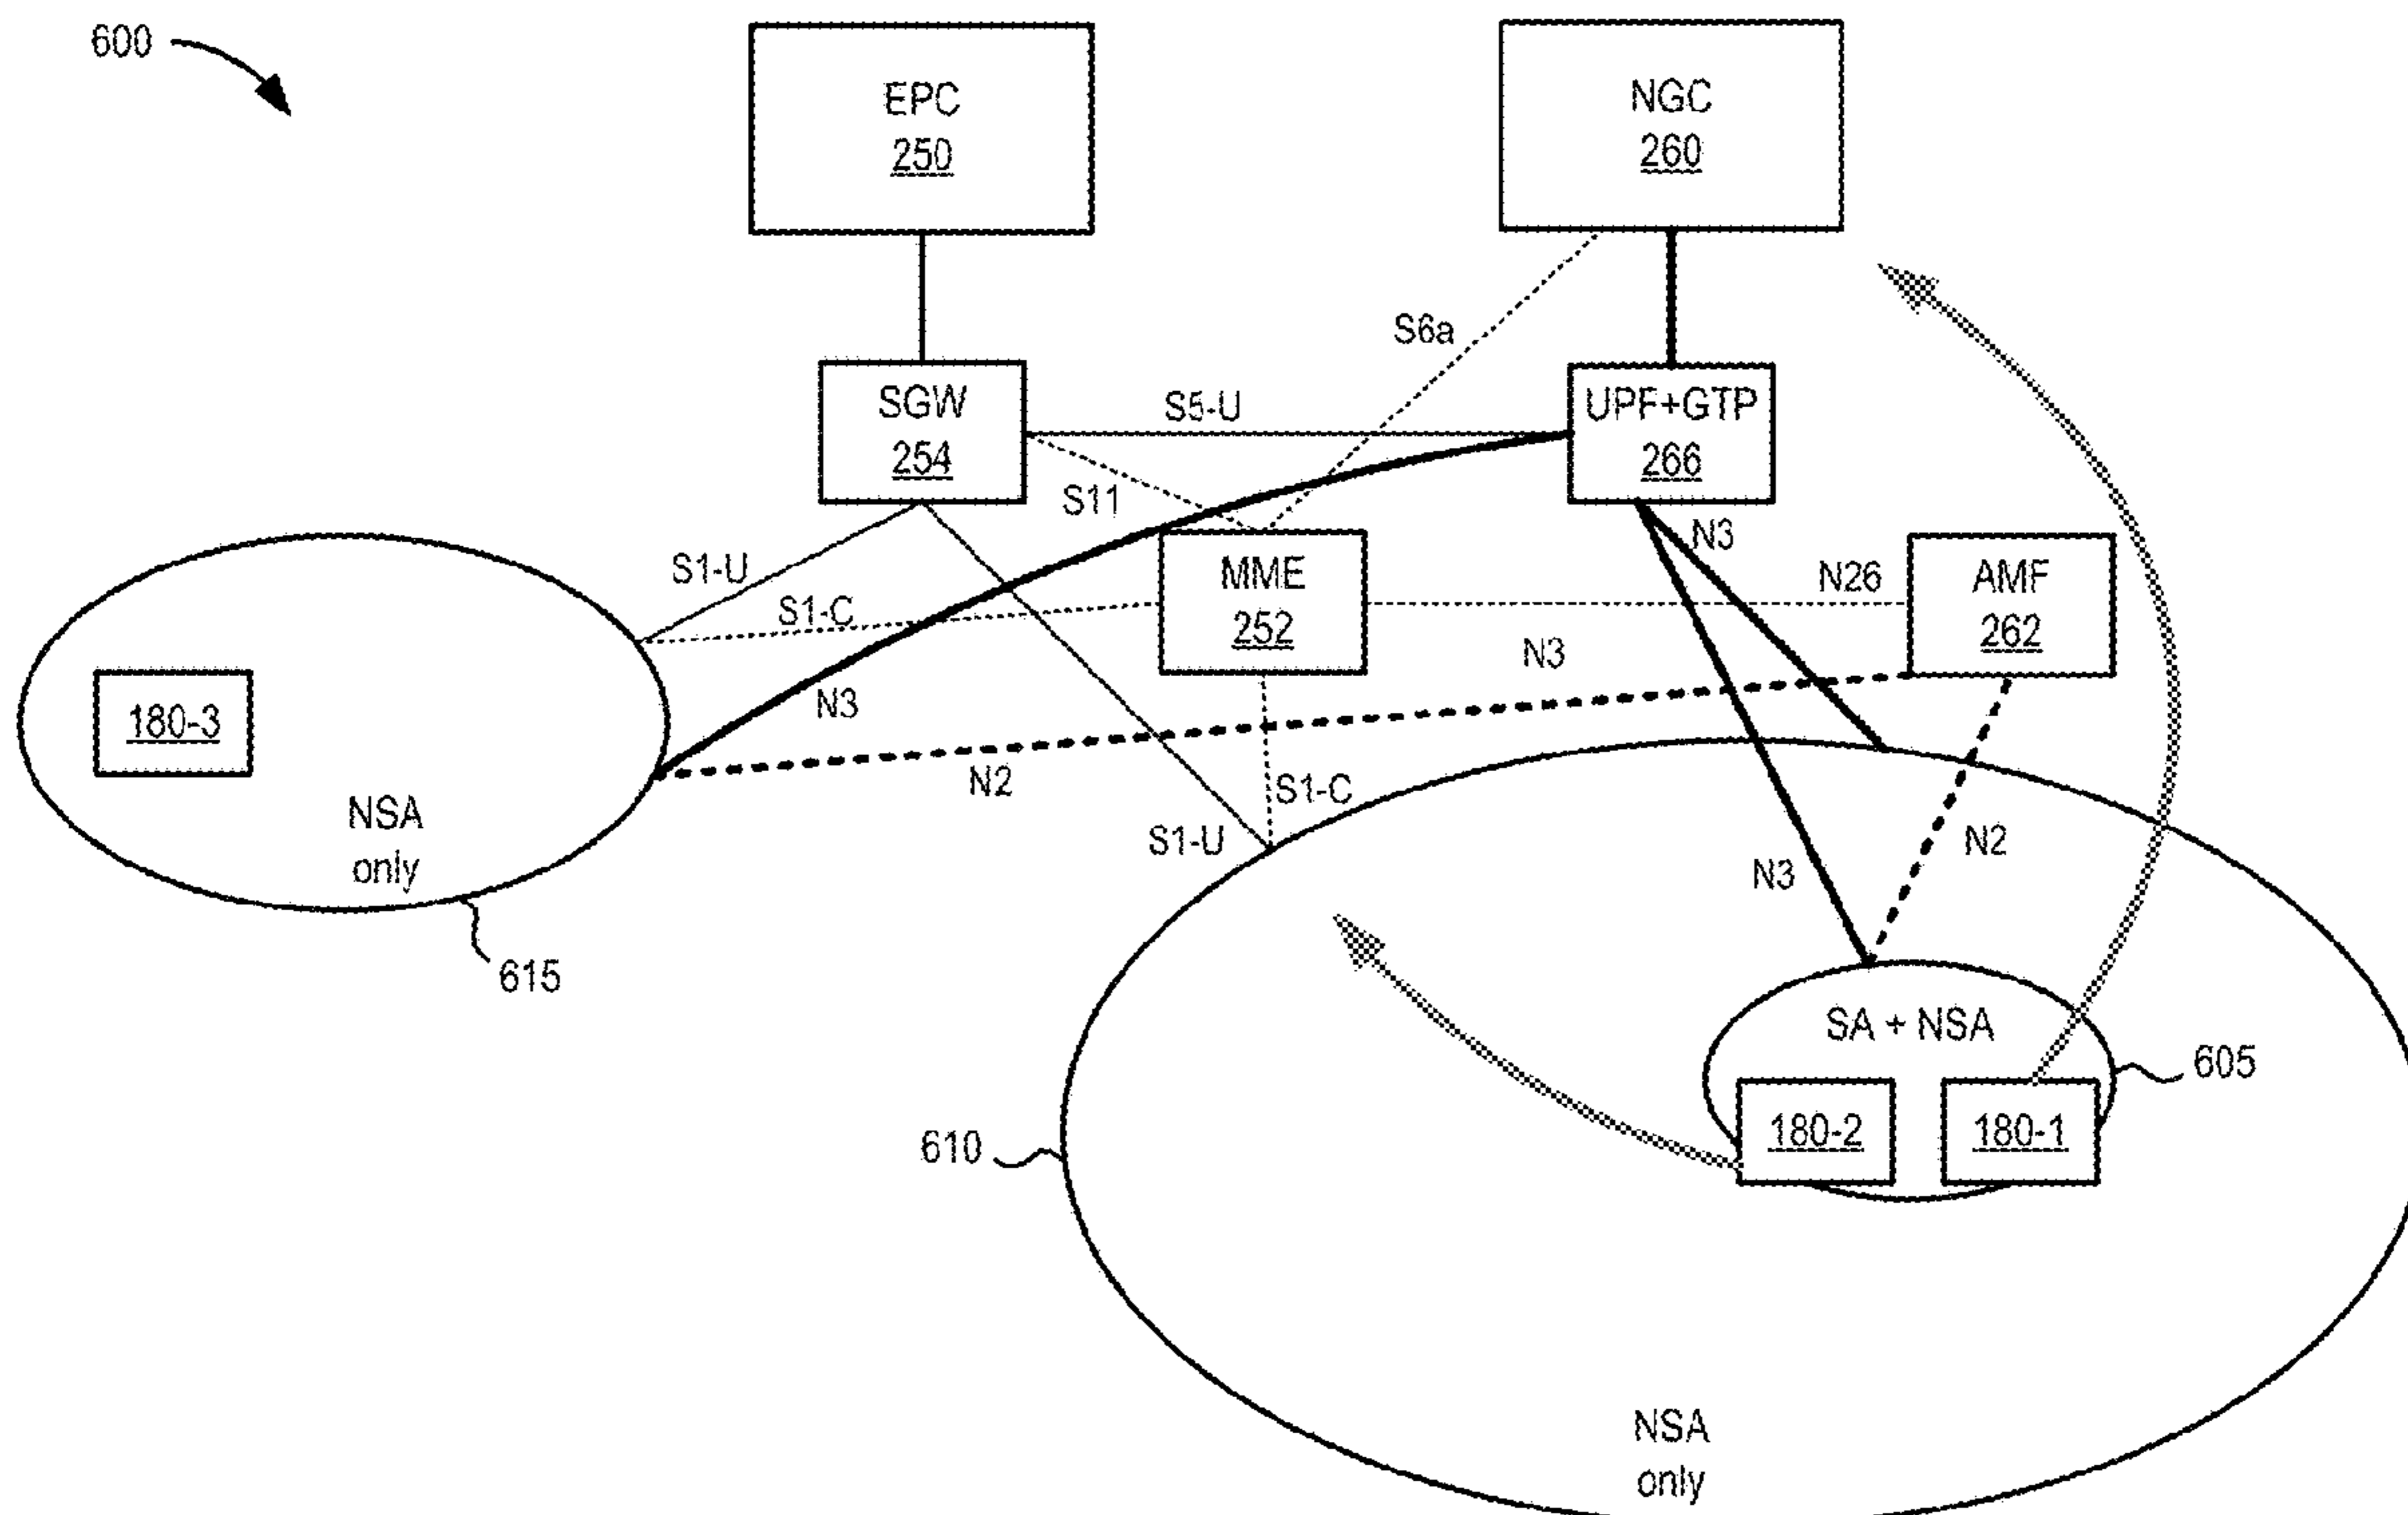 600
EPC
250
NGC
260
S6a
SGW
254
S5-U
UPF+GTP
266
S11
N3
S1-U
S1-C
MME
252
N26
AMF
262
N3
180-3
N3
N2
S1-C
NSA
only
S1-U
N3
N2
615
SA + NSA
605
610
180-2
180-1
NSA
only